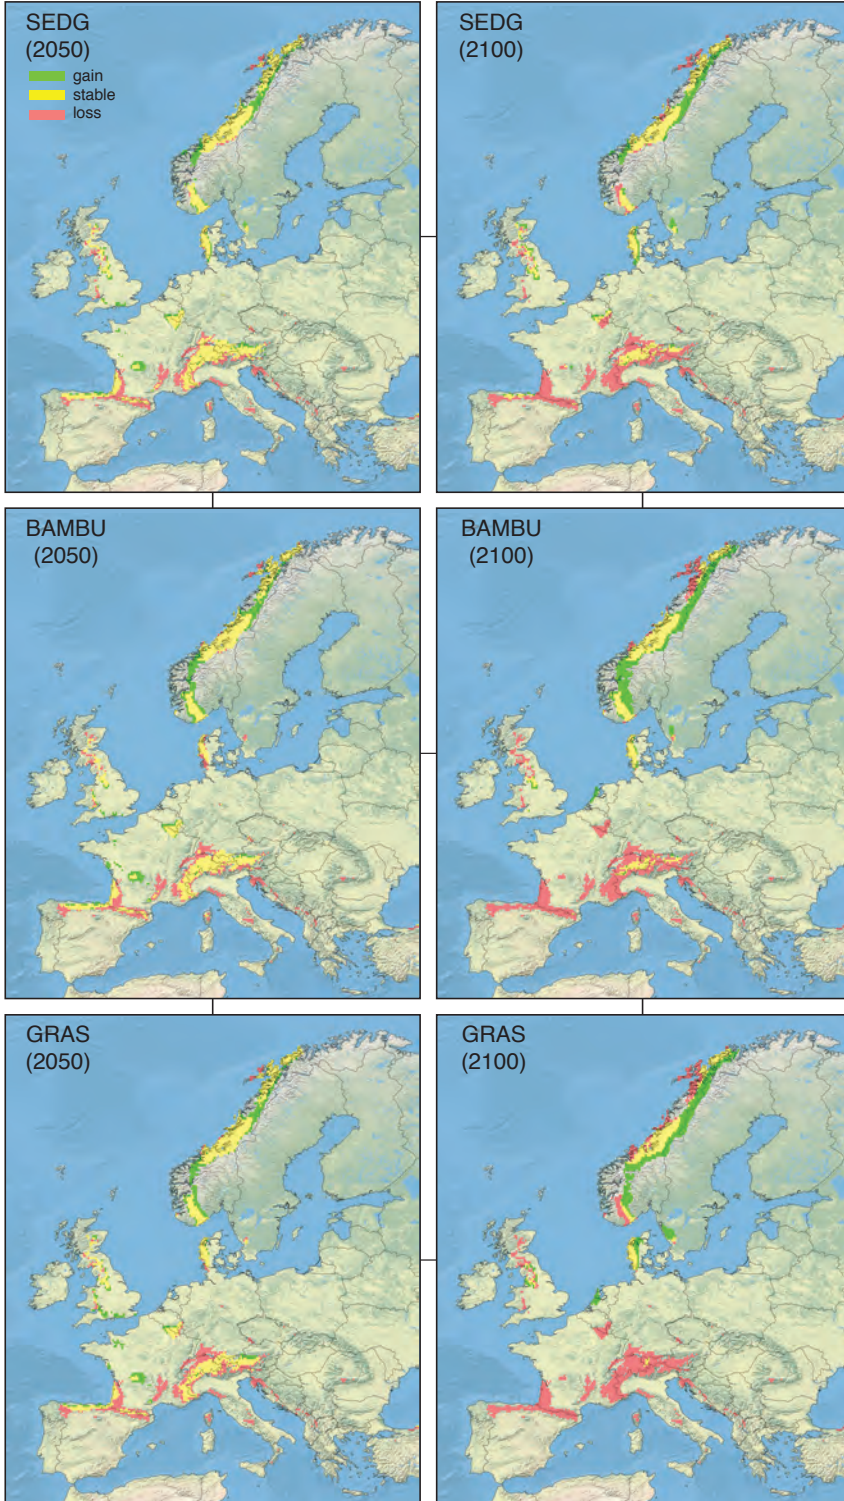 SEDG
(2050)
gain
stable
loss
SEDG
(2100)
BAMBU
(2050)
BAMBU
(2100)
GRAS
(2050)
GRAS
(2100)